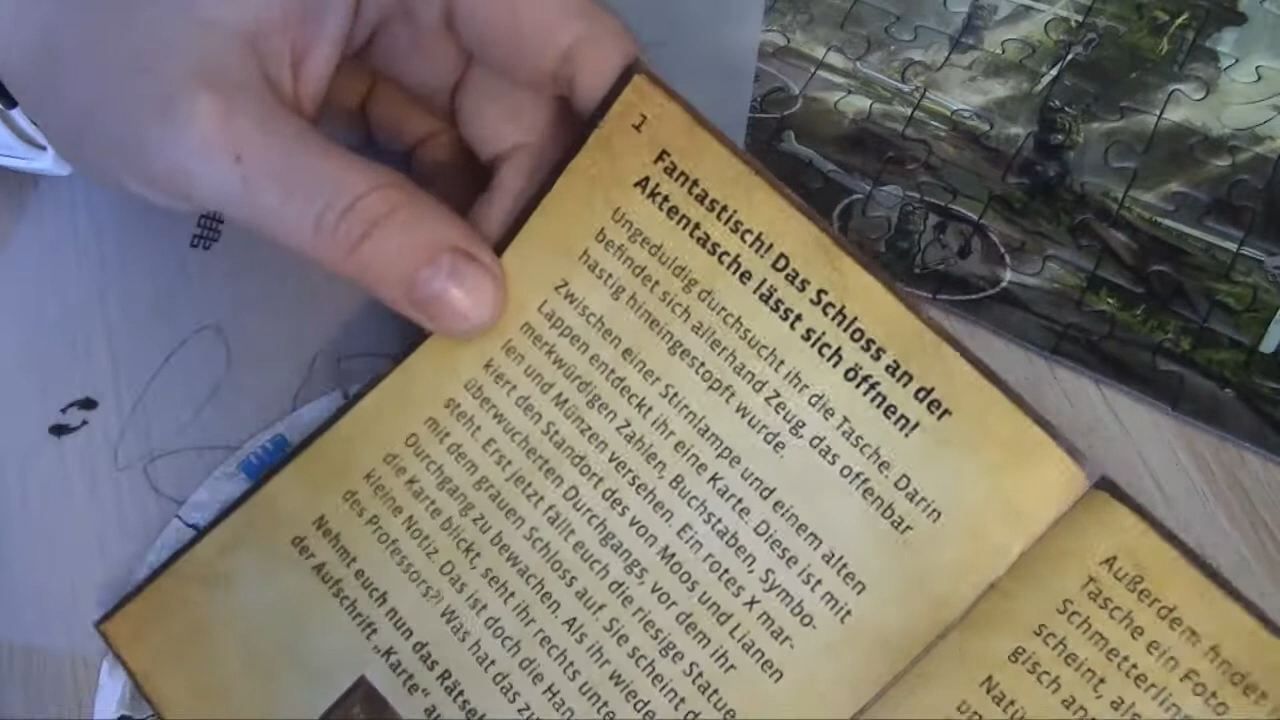 1
Fantastisch! Das Schloss an der
Aktentasche lässt sich öffnen!
Ungeduldig durchsucht ihr die Tasche. Darin
befindet sich allerhand Zeug, das offenbar
hastig hineingestopft wurde.
Zwischen einer Stirnlampe und einem alten
Lappen entdeckt ihr eine Karte. Diese ist mit
merkwürdigen Zahlen, Buchstaben, Symbo-
len und Münzen versehen. Ein rotes X mar-
kiert den Standort des von Moos und Lianen
überwucherten Durchgangs, vor dem ihr
steht. Erst jetzt fällt euch die riesige Statue
mit dem grauen Schloss auf. Sie scheint d
Durchgang zu bewachen. Als ihr wiede
die Karte blickt, seht ihr rechts unte
kleine Notiz. Das ist doch die Han
des Professors?! Was hat das zu
Nehmt euch nun das Rätsel
der Aufschrift „Karte“ au
Außerdem findet
Tasche ein Foto
Schmetterlin
scheint, als
gisch an
Natü
un